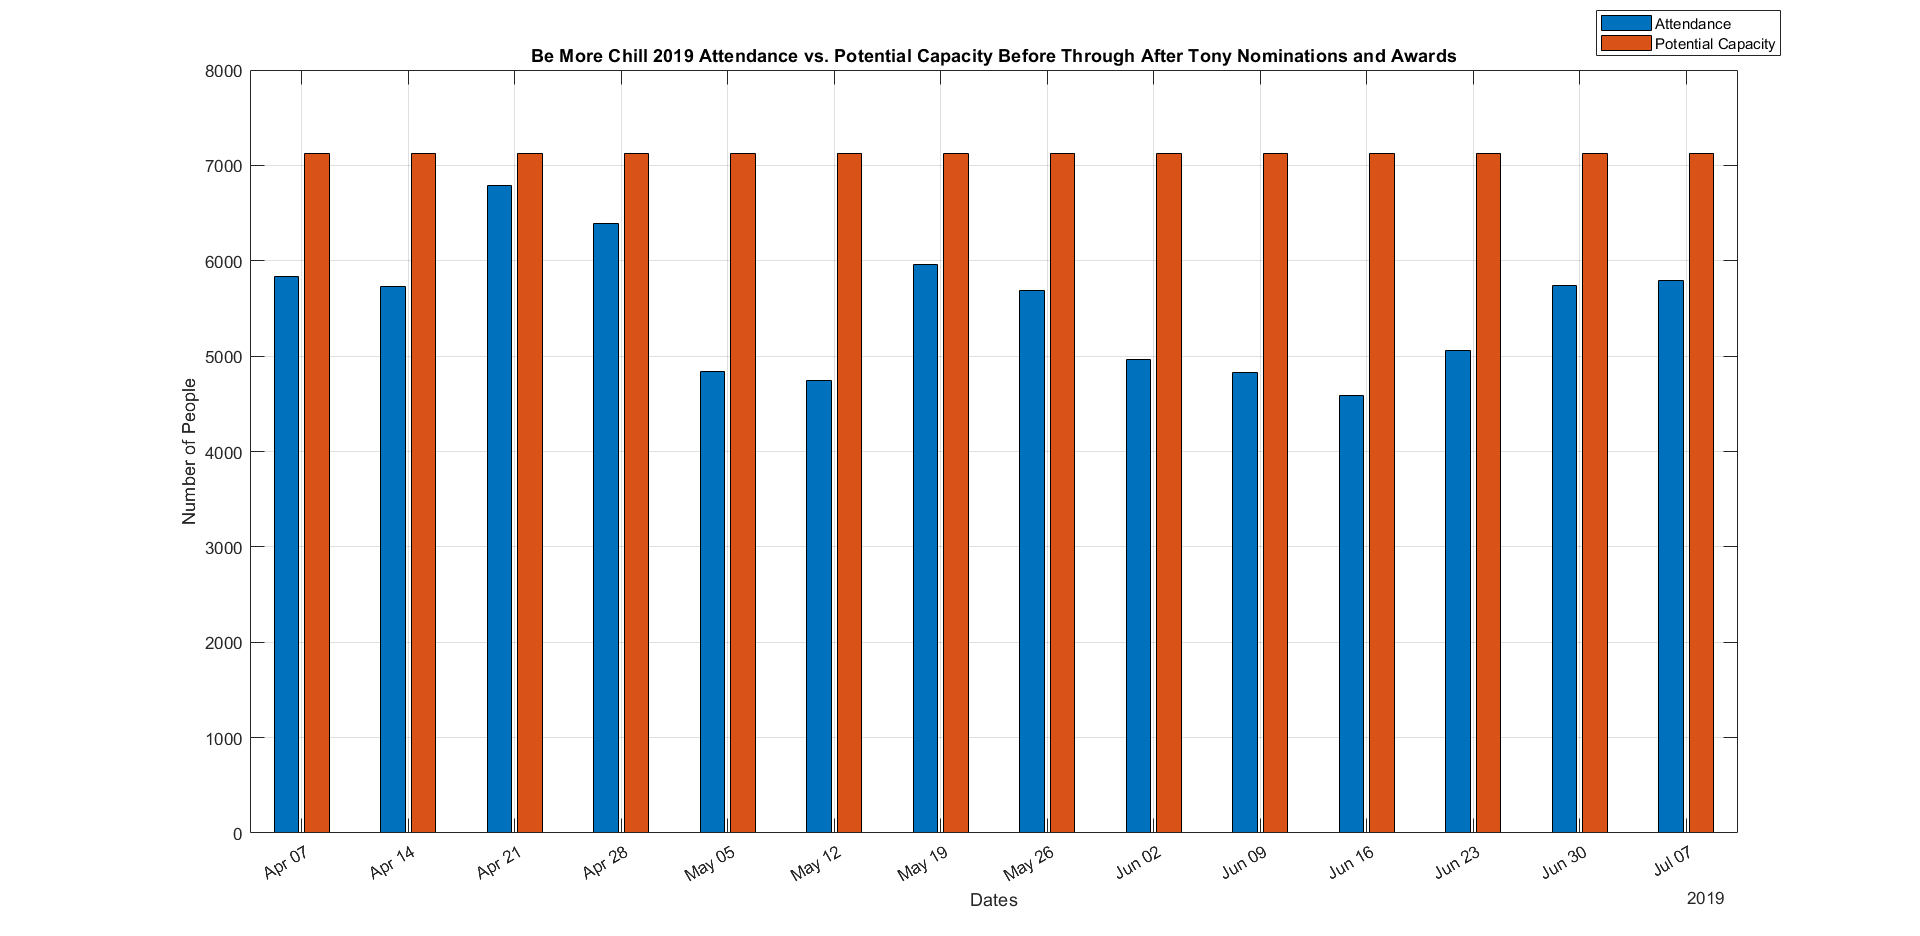 Attendance
Potential Capacity
Be More Chill 2019 Attendance vs. Potential Capacity Before Through After Tony Nominations and Awards
8000
7000
6000
5000
4000
3000
2000
1000
0
Number of People
Apr 07
Apr 14
Apr 21
Apr 28
May 05
May 12
May 19
May 26
Jun 02
Jun 09
Jun 16
Jun 23
Jun 30
Jul 07
Dates
2019